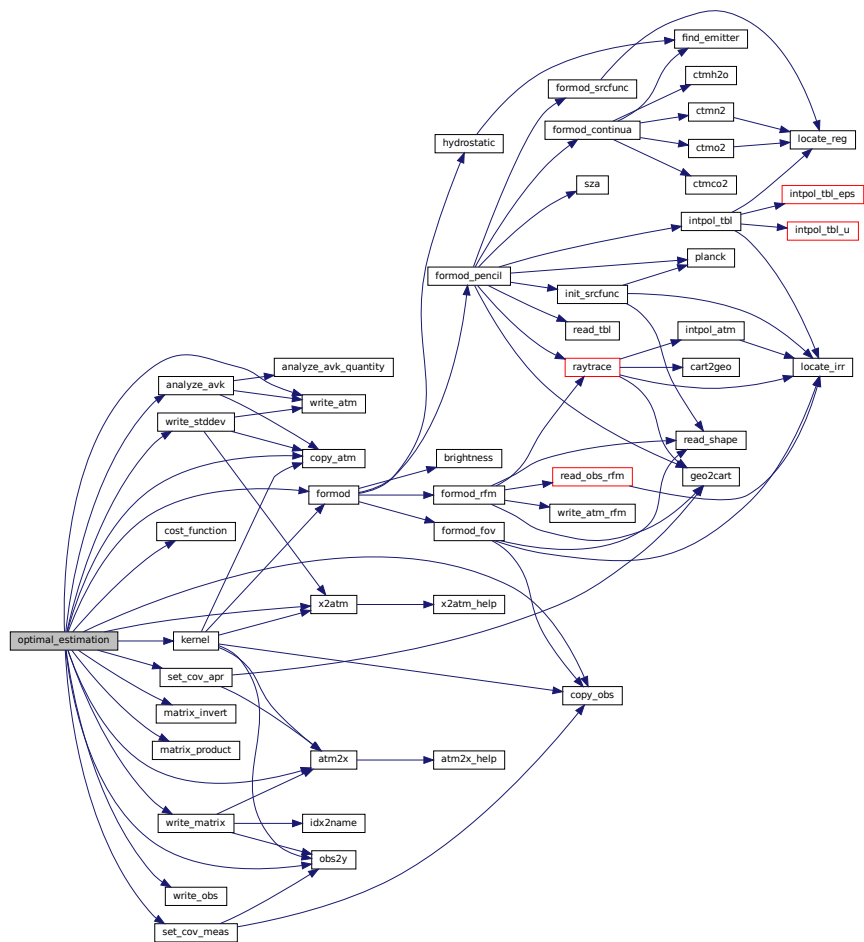 find_emitter
ctmh2o
formod_srcfunc
ctmn2
formod_continua
locate_reg
hydrostatic
ctmo2
sza
ctmco2
intpol_tbl_eps
intpol_tbl
intpol_tbl_u
planck
formod_pencil
init_srcfunc
read_tbl
intpol_atm
analyze_avk_quantity
raytrace
cart2geo
locate_irr
analyze_avk
write_atm
write_stddev
read_shape
copy_atm
brightness
read_obs_rfm
geo2cart
formod
formod_rfm
write_atm_rfm
cost_function
formod_fov
x2atm
x2atm_help
optimal_estimation
kernel
set_cov_apr
copy_obs
matrix_invert
matrix_product
atm2x
atm2x_help
write_matrix
idx2name
obs2y
write_obs
set_cov_meas